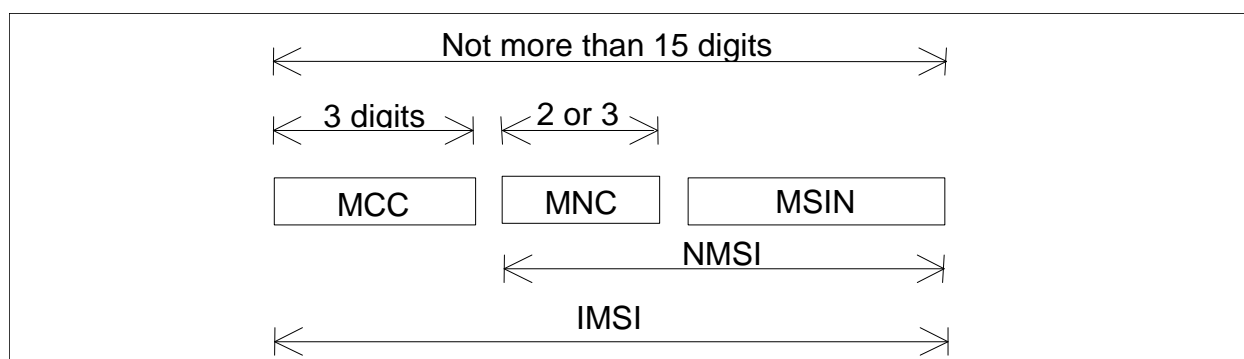 Not more than 15 digits
3 digits 2 or 3
MCC MNC MSIN
NMSI
IMSI